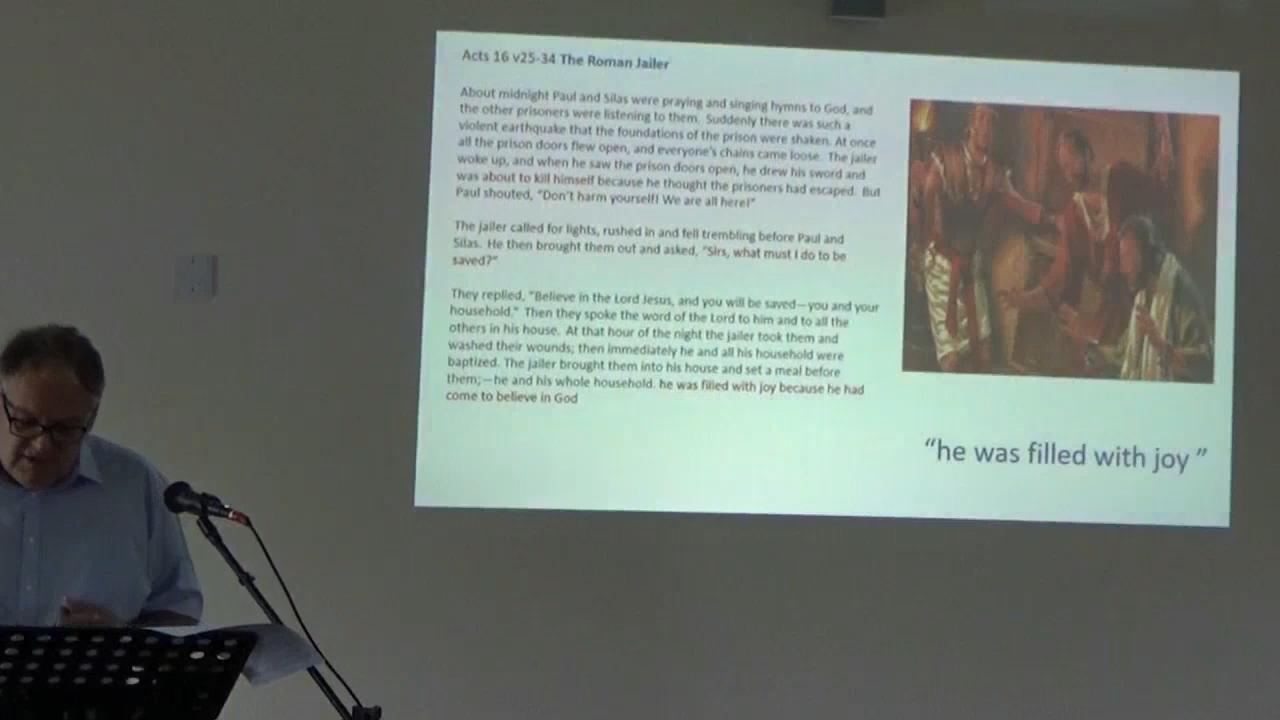 Acts 16 v25-34 The Roman Jailer
About midnight Paul and Silas were praying and singing hymns to God, and
the other prisoners were listening to them. Suddenly there was such a
violent earthquake that the foundations of the prison were shaken. At once
all the prison doors flew open, and everyone's chains came loose. The jailer
woke up, and when he saw the prison doors open, he drew his sword and
was about to kill himself because he thought the prisoners had escaped. But
Paul shouted, "Don't harm yourself! We are all here!"
The jailer called for lights, rushed in and fell trembling before Paul and
Silas. He then brought them out and asked, "Sirs, what must I do to be
saved?"
They replied, "Believe in the Lord Jesus, and you will be saved—you and your
household." Then they spoke the word of the Lord to him and to all the
others in his house. At that hour of the night the jailer took them and
washed their wounds; then immediately he and all his household were
baptized. The jailer brought them into his house and set a meal before
them;—he and his whole household. he was filled with joy because he had
come to believe in God
"he was filled with joy "